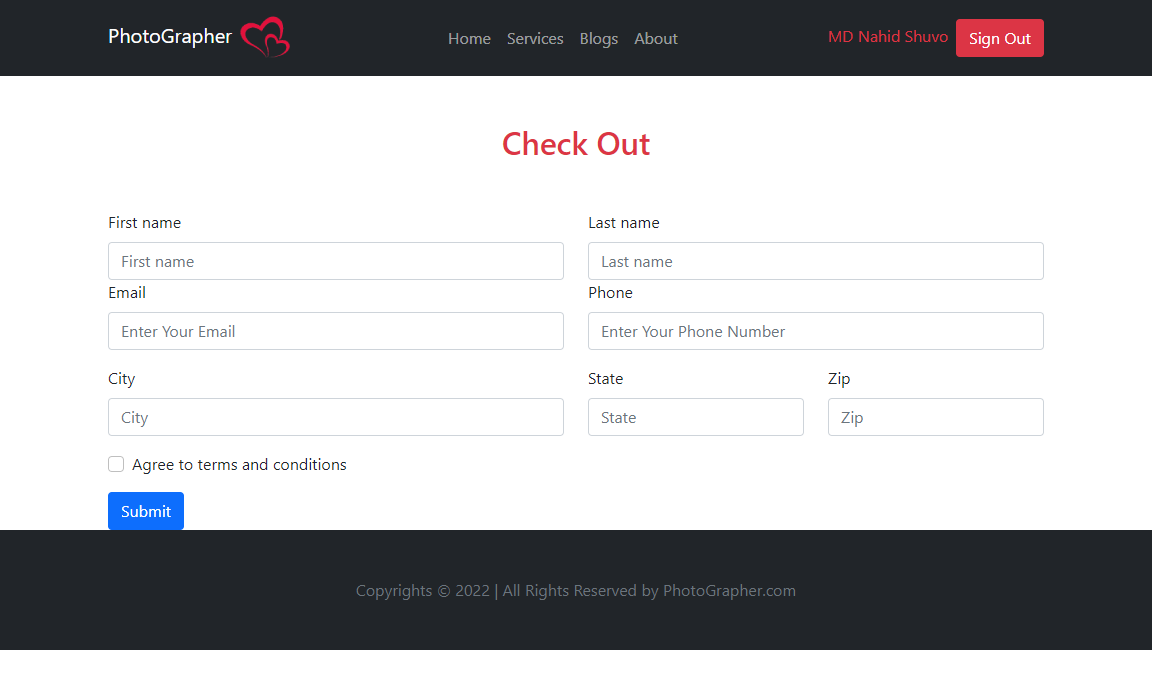 PhotoGrapher
Home Services Blogs About
MD Nahid Shuvo Sign Out
Check Out
First name Last name
First name Last name
Email Phone
Enter Your Email Enter Your Phone Number
City State Zip
City State Zip
Agree to terms and conditions
Submit
Copyrights © 2022 | All Rights Reserved by PhotoGrapher.com